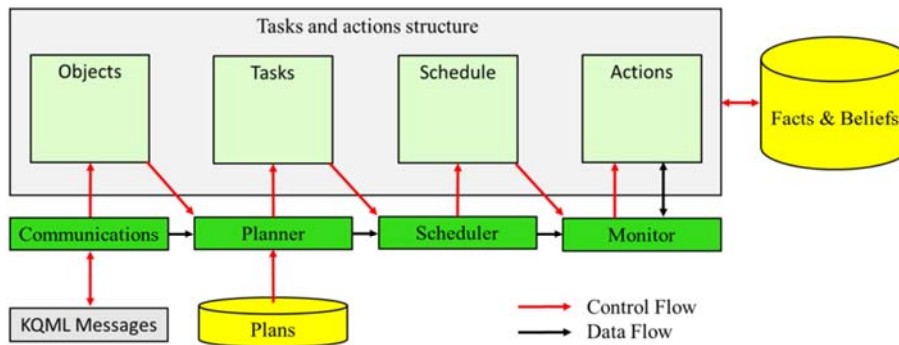 Tasks and actions structure
Objects
Tasks
Schedule
Actions
Facts & Beliefs
Communications
Planner
Scheduler
Monitor
KQML Messages
Plans
Control Flow
Data Flow